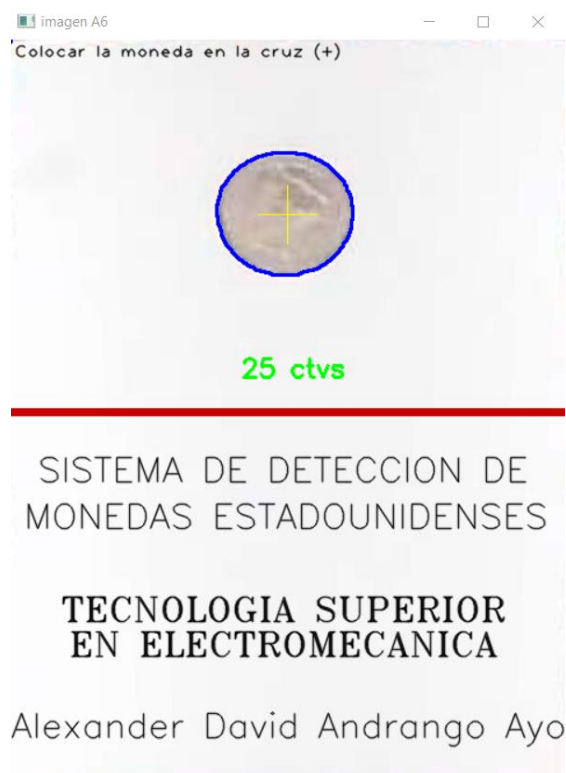 imagen A6
Colocar la moneda en la cruz (+)
25 ctvs
SISTEMA DE DETECCION DE
MONEDAS ESTADOUNIDENSES
TECNOLOGIA SUPERIOR
EN ELECTROMECANICA
Alexander David Andrango Ayo